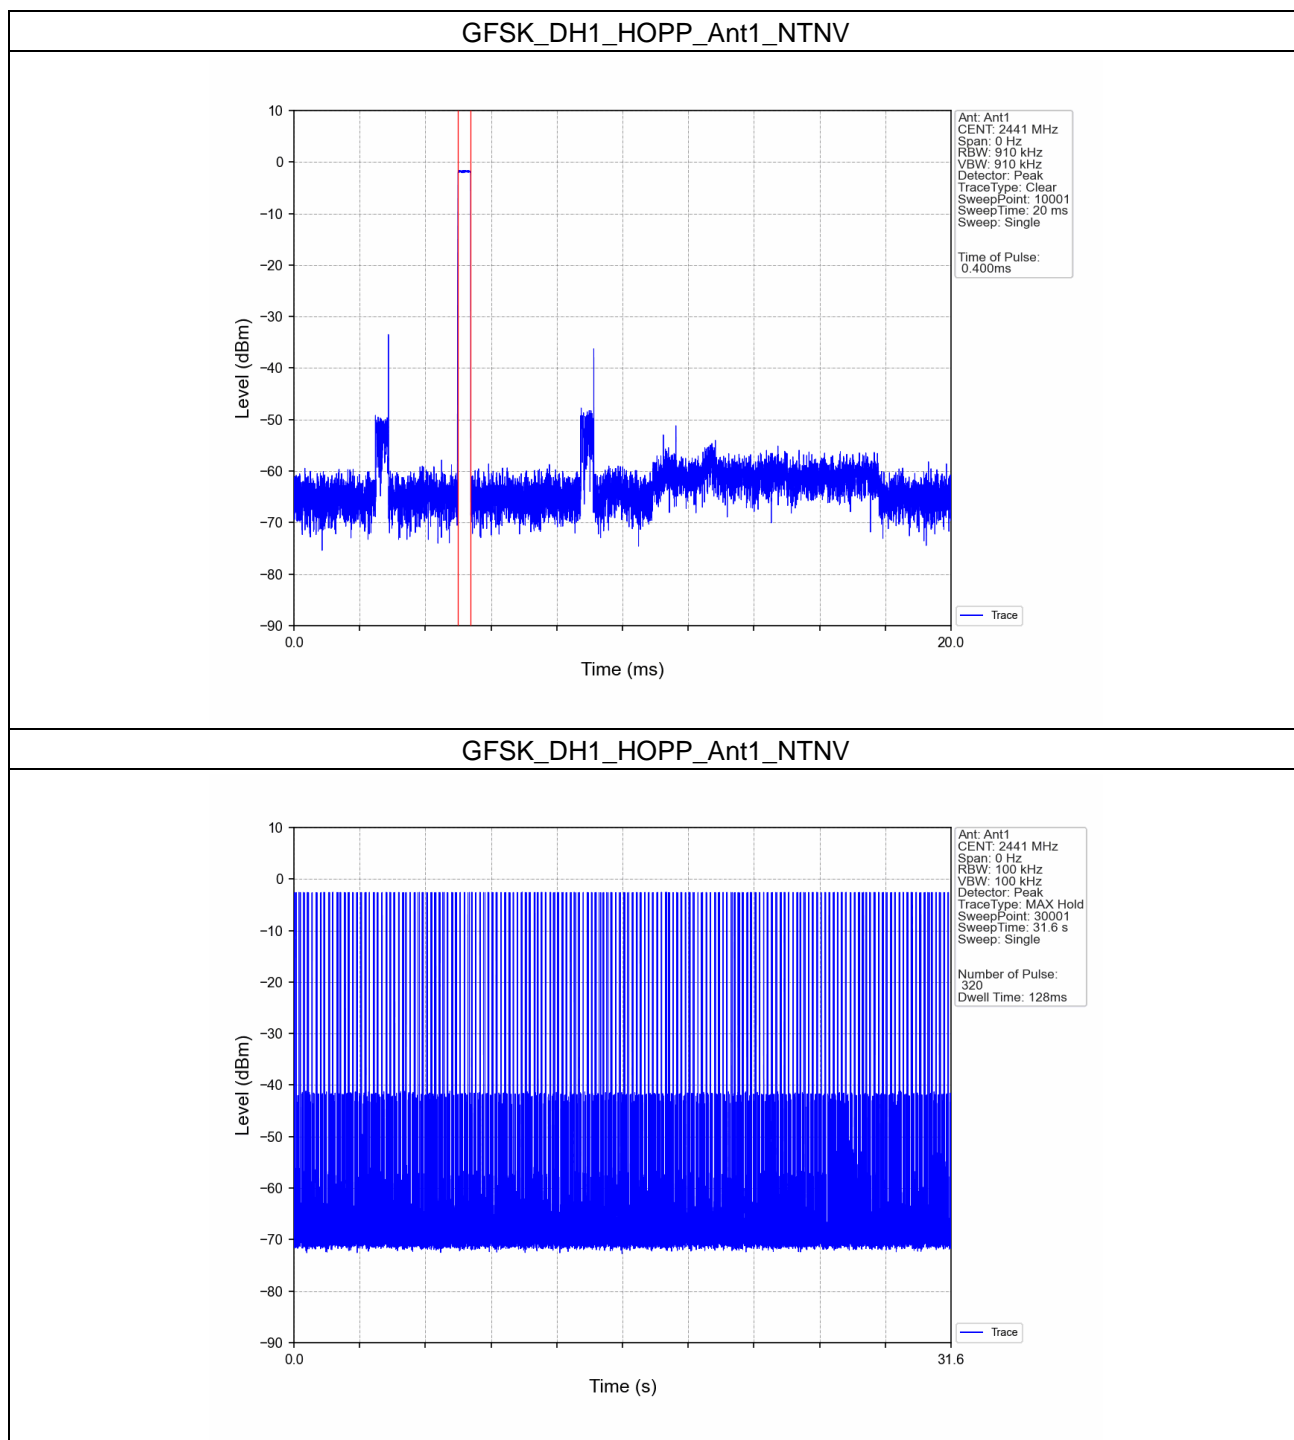 GFSK_DH1_HOPP_Ant1_NTNV
10
0
−10
−20
−30
−40
−50
−60
−70
−80
−90
Level (dBm)
0.0
20.0
Time (ms)
Ant: Ant1
CENT: 2441 MHz
Span: 0 Hz
RBW: 910 kHz
VBW: 910 kHz
Detector: Peak
TraceType: Clear
SweepPoint: 10001
SweepTime: 20 ms
Sweep: Single
Time of Pulse:
0.400ms
Trace
GFSK_DH1_HOPP_Ant1_NTNV
10
0
−10
−20
−30
−40
−50
−60
−70
−80
−90
Level (dBm)
0.0
31.6
Time (s)
Ant: Ant1
CENT: 2441 MHz
Span: 0 Hz
RBW: 100 kHz
VBW: 100 kHz
Detector: Peak
TraceType: MAX Hold
SweepPoint: 30001
SweepTime: 31.6 s
Sweep: Single
Number of Pulse:
320
Dwell Time: 128ms
Trace